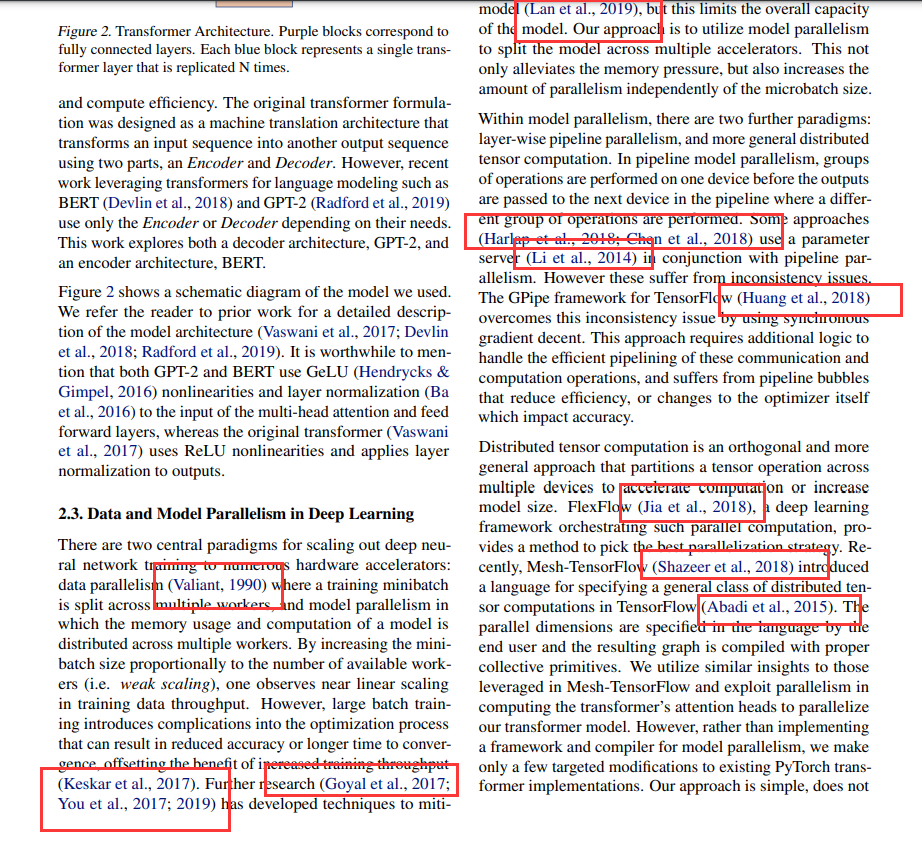 Figure 2. Transformer Architecture. Purple blocks correspond to
fully connected layers. Each blue block represents a single trans-
former layer that is replicated N times.
and compute efficiency. The original transformer formula-
tion was designed as a machine translation architecture that
transforms an input sequence into another output sequence
using two parts, an Encoder and Decoder. However, recent
work leveraging transformers for language modeling such as
BERT (Devlin et al., 2018) and GPT-2 (Radford et al., 2019)
use only the Encoder or Decoder depending on their needs.
This work explores both a decoder architecture, GPT-2, and
an encoder architecture, BERT.
Figure 2 shows a schematic diagram of the model we used.
We refer the reader to prior work for a detailed descrip-
tion of the model architecture (Vaswani et al., 2017; Devlin
et al., 2018; Radford et al., 2019). It is worthwhile to men-
tion that both GPT-2 and BERT use GeLU (Hendrycks &
Gimpel, 2016) nonlinearities and layer normalization (Ba
et al., 2016) to the input of the multi-head attention and feed
forward layers, whereas the original transformer (Vaswani
et al., 2017) uses ReLU nonlinearities and applies layer
normalization to outputs.
2.3. Data and Model Parallelism in Deep Learning
There are two central paradigms for scaling out deep neu-
ral network training to numerous hardware accelerators:
data parallelism (Valiant, 1990) where a training minibatch
is split across multiple workers, and model parallelism in
which the memory usage and computation of a model is
distributed across multiple workers. By increasing the mini-
batch size proportionally to the number of available work-
ers (i.e. weak scaling), one observes near linear scaling
in training data throughput. However, large batch train-
ing introduces complications into the optimization process
that can result in reduced accuracy or longer time to conver-
gence, offsetting the benefit of increased training throughput
(Keskar et al., 2017). Further research (Goyal et al., 2017;
You et al., 2017; 2019) has developed techniques to miti-
model (Lan et al., 2019), but this limits the overall capacity
of the model. Our approach is to utilize model parallelism
to split the model across multiple accelerators. This not
only alleviates the memory pressure, but also increases the
amount of parallelism independently of the microbatch size.
Within model parallelism, there are two further paradigms:
layer-wise pipeline parallelism, and more general distributed
tensor computation. In pipeline model parallelism, groups
of operations are performed on one device before the outputs
are passed to the next device in the pipeline where a differ-
ent group of operations are performed. Some approaches
(Harlap et al., 2018; Chen et al., 2018) use a parameter
server (Li et al., 2014) in conjunction with pipeline par-
allelism. However these suffer from inconsistency issues.
The GPipe framework for TensorFlow (Huang et al., 2018)
overcomes this inconsistency issue by using synchronous
gradient decent. This approach requires additional logic to
handle the efficient pipelining of these communication and
computation operations, and suffers from pipeline bubbles
that reduce efficiency, or changes to the optimizer itself
which impact accuracy.
Distributed tensor computation is an orthogonal and more
general approach that partitions a tensor operation across
multiple devices to accelerate computation or increase
model size. FlexFlow (Jia et al., 2018), a deep learning
framework orchestrating such parallel computation, pro-
vides a method to pick the best parallelization strategy. Re-
cently, Mesh-TensorFlow (Shazeer et al., 2018) introduced
a language for specifying a general class of distributed ten-
sor computations in TensorFlow (Abadi et al., 2015). The
parallel dimensions are specified in the language by the
end user and the resulting graph is compiled with proper
collective primitives. We utilize similar insights to those
leveraged in Mesh-TensorFlow and exploit parallelism in
computing the transformer's attention heads to parallelize
our transformer model. However, rather than implementing
a framework and compiler for model parallelism, we make
only a few targeted modifications to existing PyTorch trans-
former implementations. Our approach is simple, does not